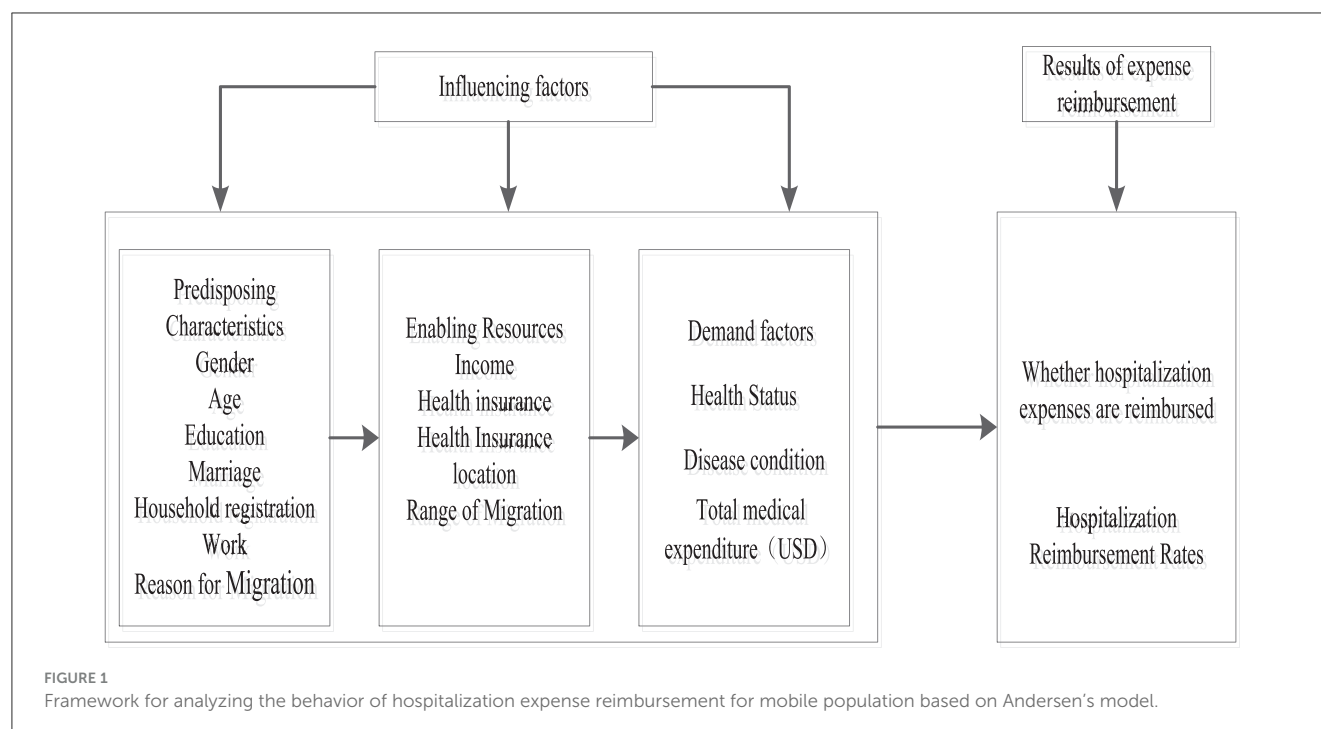 Influencing factors
Results of expense
reimbursement
Predisposing
Characteristics
Gender
Age
Education
Marriage
Household registration
Work
Reason for Migration
Enabling Resources
Income
Health insurance
Health Insurance
location
Range of Migration
Demand factors
Health Status
Disease condition
Total medical
expenditure（USD）
Whether hospitalization
expenses are reimbursed
Hospitalization
Reimbursement Rates
FIGURE 1
Framework for analyzing the behavior of hospitalization expense reimbursement for mobile population based on Andersen’s model.